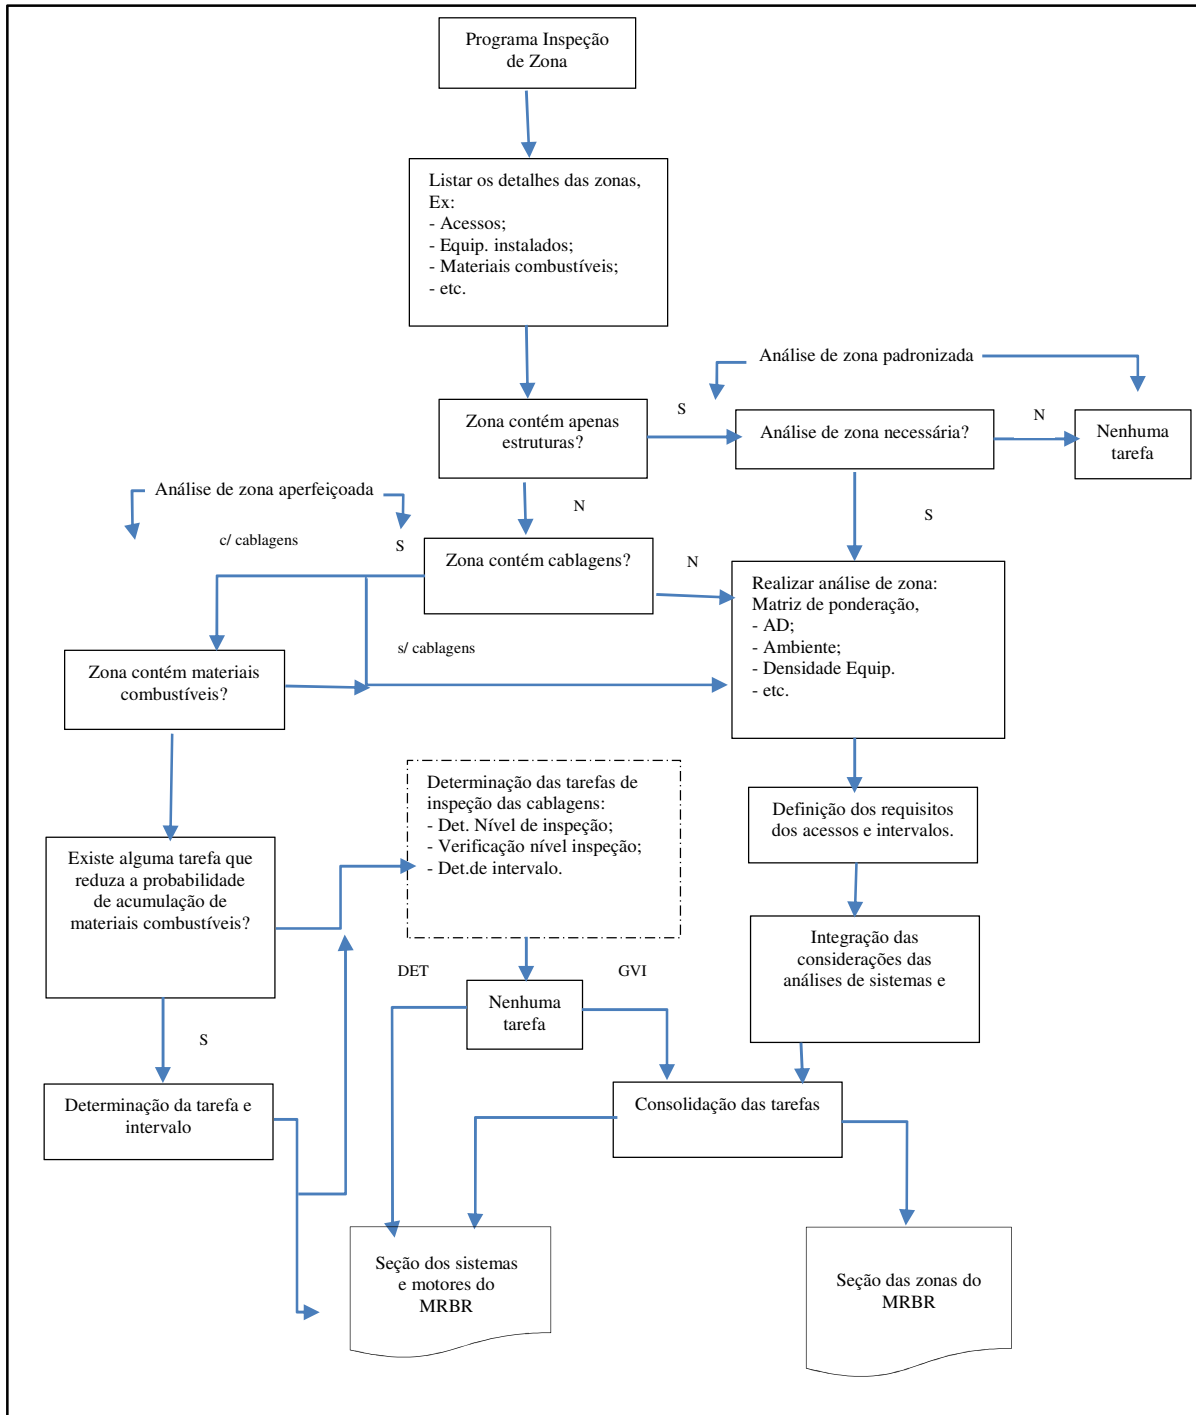 Programa Inspeção
de Zona
Listar os detalhes das zonas,
Ex:
- Acessos;
- Equip. instalados;
- Materiais combustíveis;
- etc.
Análise de zona padronizada
Zona contém apenas
estruturas?
S
Análise de zona necessária?
N
Nenhuma
tarefa
Análise de zona aperfeiçoada
N
S
c/ cablagens
S
Zona contém cablagens?
N
Realizar análise de zona:
Matriz de ponderação,
- AD;
- Ambiente;
- Densidade Equip.
- etc.
s/ cablagens
Zona contém materiais
combustíveis?
Determinação das tarefas de
inspeção das cablagens:
- Det. Nível de inspeção;
- Verificação nível inspeção;
- Det.de intervalo.
Definição dos requisitos
dos acessos e intervalos.
Existe alguma tarefa que
reduza a probabilidade
de acumulação de
materiais combustíveis?
Integração das
considerações das
análises de sistemas e
DET
GVI
Nenhuma
tarefa
S
Determinação da tarefa e
intervalo
Consolidação das tarefas
Seção dos sistemas
e motores do
MRBR
Seção das zonas do
MRBR